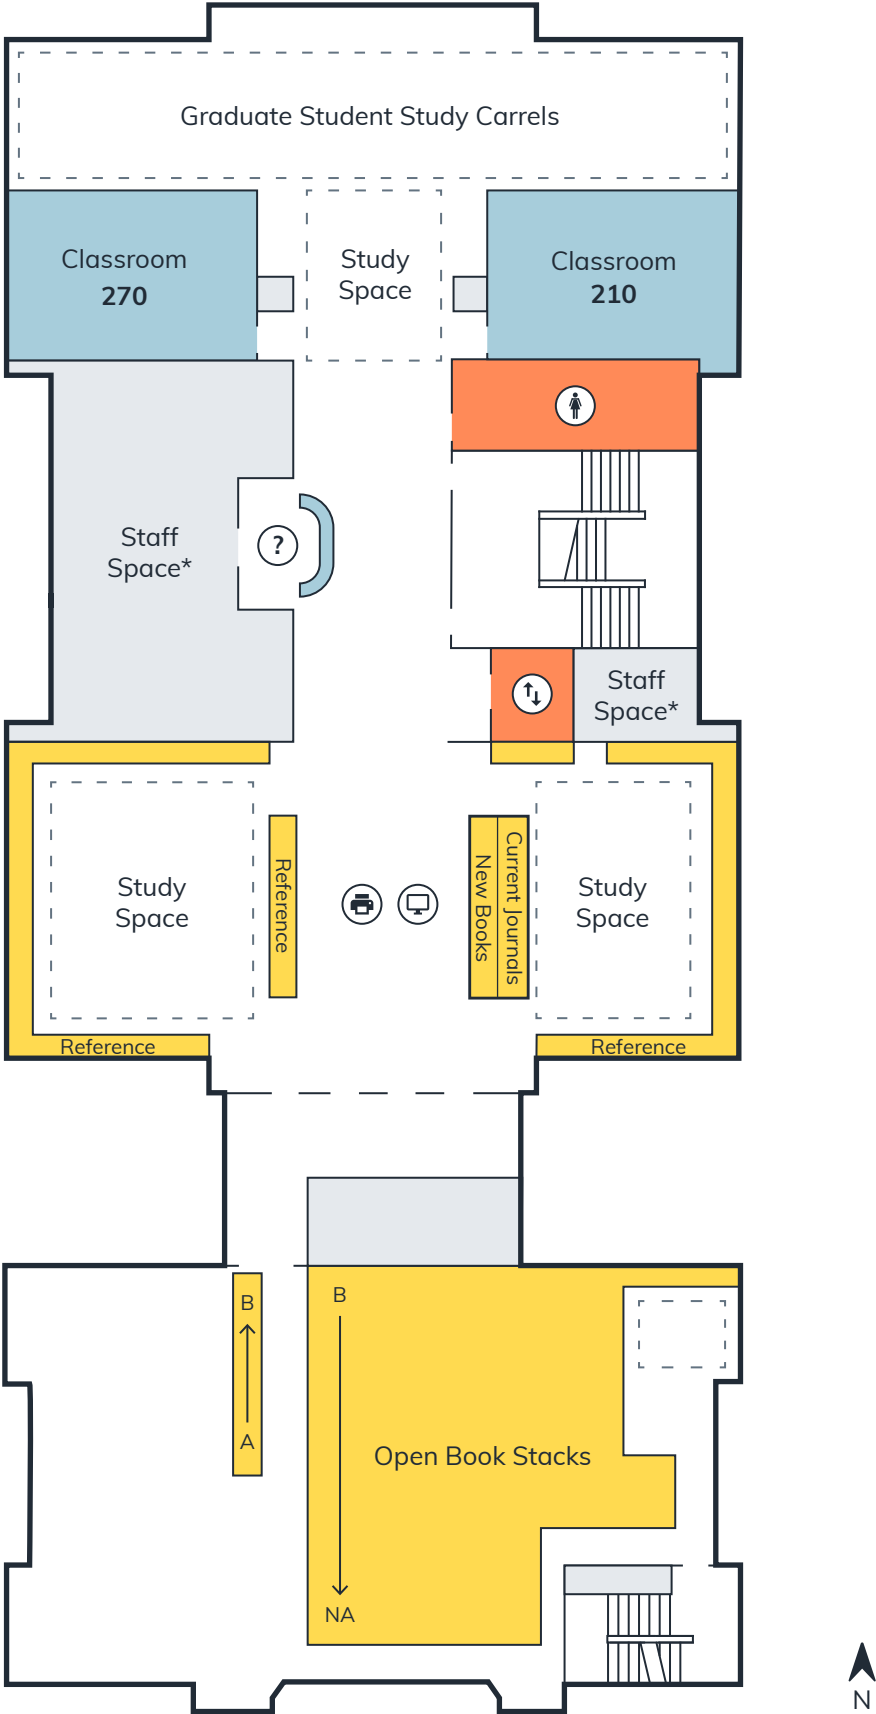 Graduate Student Study Carrels
Classroom
270
Study
Space
Classroom
210
Staff
Space*
?
Staff
Space*
Study
Space
Reference
New Books
Current Journals
Study
Space
Reference
Reference
B
A
B
Open Book Stacks
NA
N